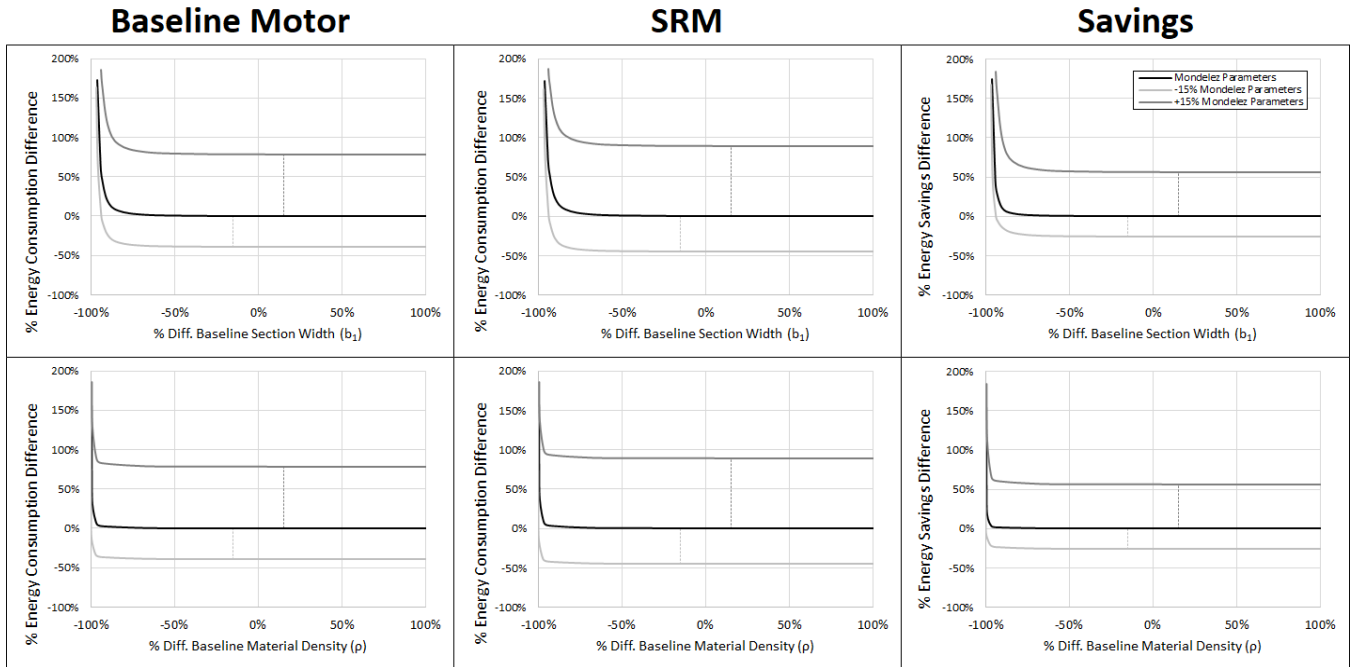 Baseline Motor SRM Savings
% Energy Consumption Difference
200%
150%
100%
50%
0%
-50%
-100%
-100% -50% 0% 50% 100%
% Diff. Baseline Section Width (b₁)
% Energy Consumption Difference
200%
150%
100%
50%
0%
-50%
-100%
-100% -50% 0% 50% 100%
% Diff. Baseline Section Width (b₁)
% Energy Savings Difference
200%
150%
100%
50%
0%
-50%
-100%
-100% -50% 0% 50% 100%
% Diff. Baseline Section Width (b₁)
Mondelez Parameters
-15% Mondelez Parameters
+15% Mondelez Parameters
% Energy Consumption Difference
200%
150%
100%
50%
0%
-50%
-100%
-100% -50% 0% 50% 100%
% Diff. Baseline Material Density (ρ)
% Energy Consumption Difference
200%
150%
100%
50%
0%
-50%
-100%
-100% -50% 0% 50% 100%
% Diff. Baseline Material Density (ρ)
% Energy Savings Difference
200%
150%
100%
50%
0%
-50%
-100%
-100% -50% 0% 50% 100%
% Diff. Baseline Material Density (ρ)